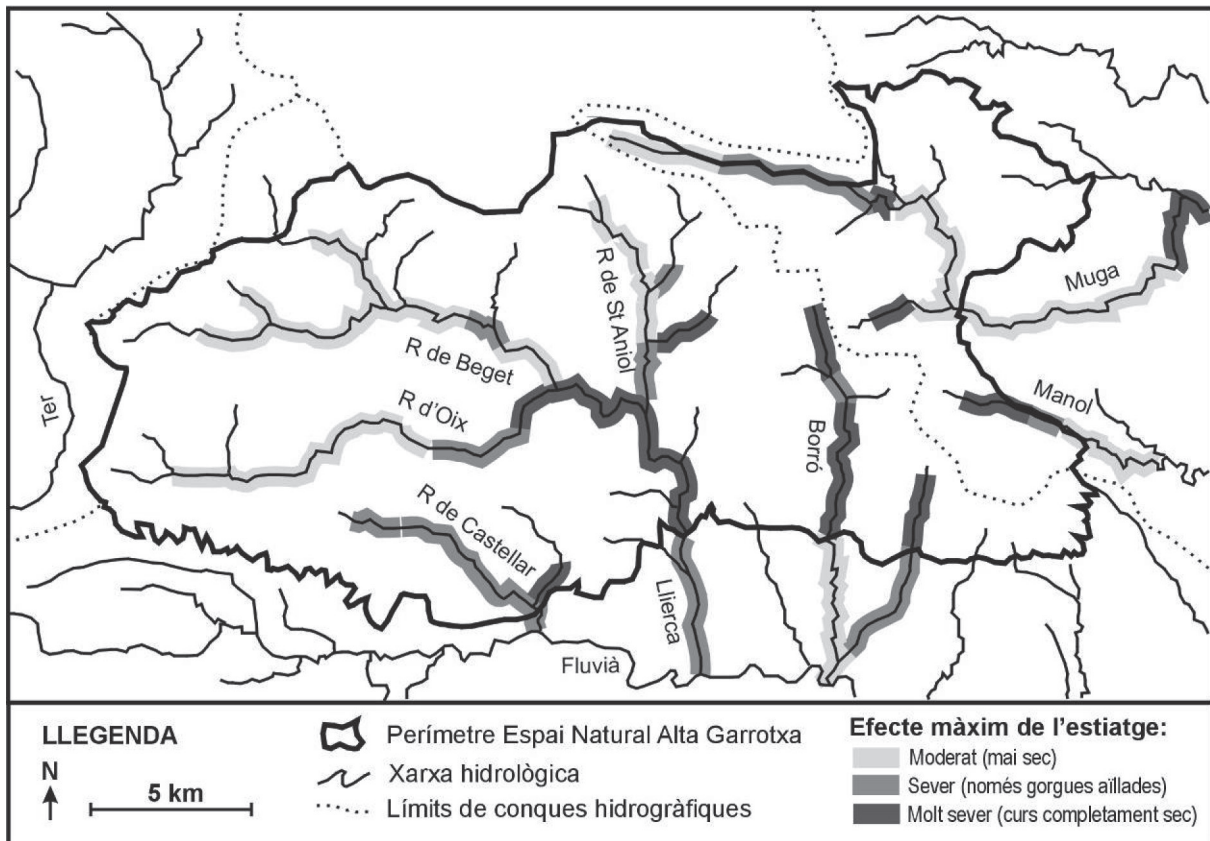 R de St Aniol
Muga
R de Beget
Ter
R d'Oix
Manol
Borró
R de Castellar
Llierca
Fluvià
LLEGENDA
N
5 km
Perímetre Espai Natural Alta Garrotxa
Xarxa hidrològica
Límits de conques hidrogràfiques
Efecte màxim de l'estiatge:
Moderat (mai sec)
Sever (només gorgues aïllades)
Molt sever (curs completament sec)